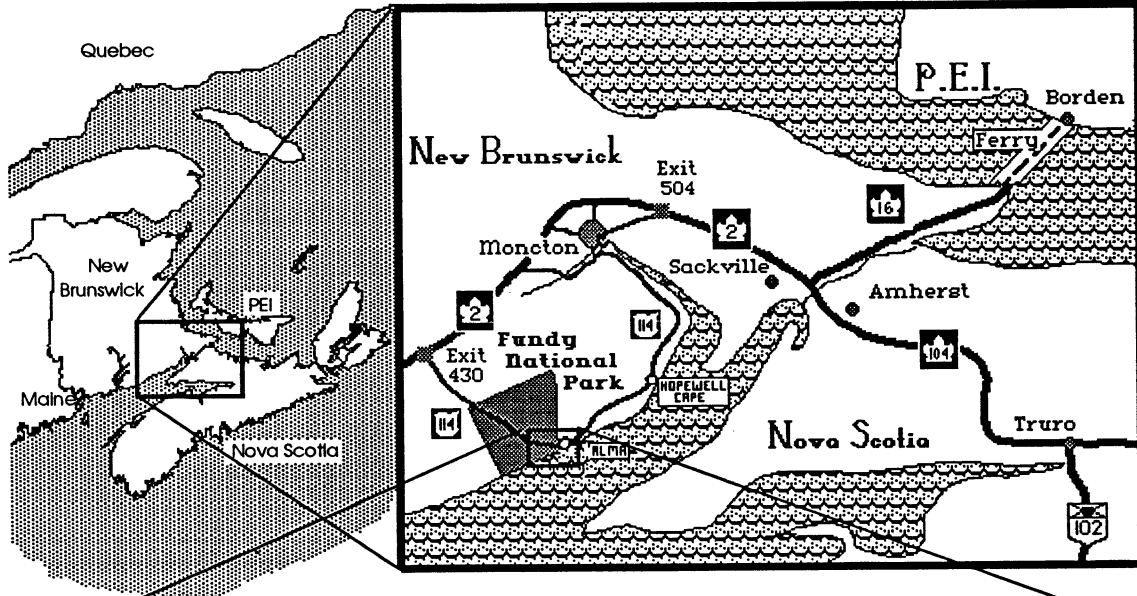 Quebec
New
Brunswick
PEI
Maine
Nova Scotia
P.E.I.
Borden
Ferry
New Brunswick
Exit
504
16
2
Moncton
Sackville
Amherst
2
114
104
Fundy
National
Park
Exit
430
HOPEWELL
CAPE
114
ALMA
Nova Scotia
Truro
102